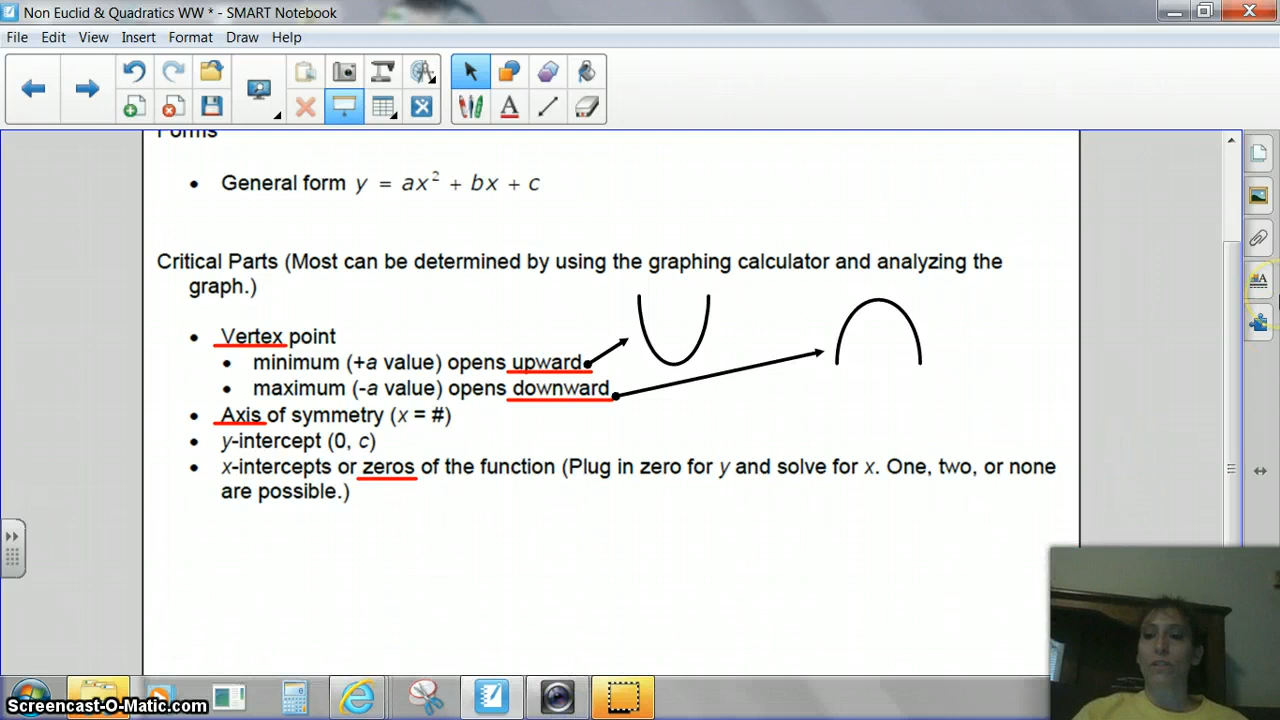 Non Euclid & Quadratics WW * - SMART Notebook
File Edit View Insert Format Draw Help
Forms
• General form y = ax² + bx + c
Critical Parts (Most can be determined by using the graphing calculator and analyzing the
graph.)
• Vertex point
• minimum (+a value) opens upward
• maximum (-a value) opens downward
• Axis of symmetry (x = #)
• y-intercept (0, c)
• x-intercepts or zeros of the function (Plug in zero for y and solve for x. One, two, or none
are possible.)
Screencast-O-Matic.com